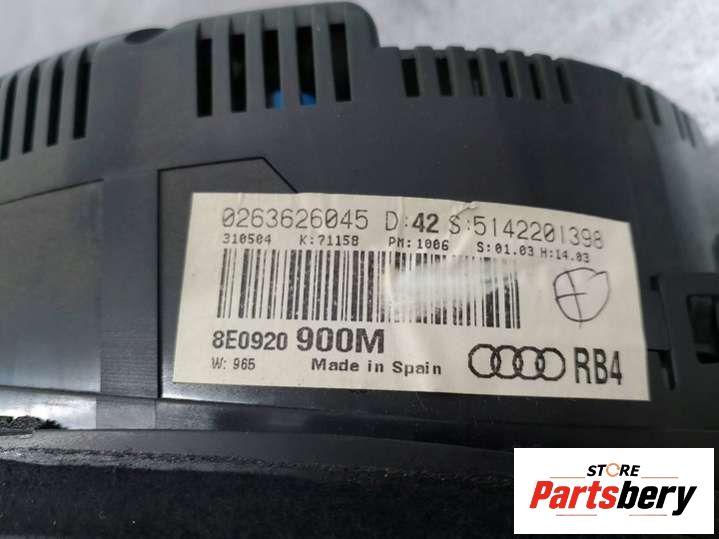 0263626045 D:42 S:5142201398
310504 K:71158 PM:1006 S:01.03 H:14.03
8E0920 900M
W: 965 Made in Spain RB4
STORE
Partsbery